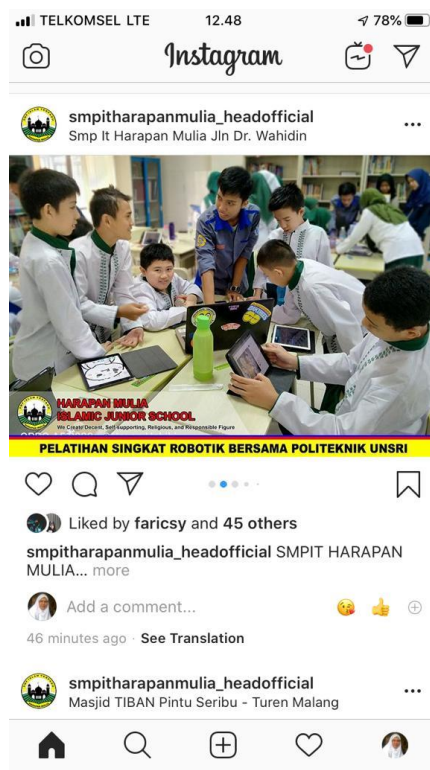 TELKOMSEL LTE 12.48 78%
Instagram
smpitharapanmulia_headofficial
Smp It Harapan Mulia Jln Dr. Wahidin
HARAPAN MULIA
ISLAMIC JUNIOR SCHOOL
We Create Decent, Self-supporting, Religious, and Responsible Figure
PELATIHAN SINGKAT ROBOTIK BERSAMA POLITEKNIK UNSRI
Liked by faricsy and 45 others
smpitharapanmulia_headofficial SMPIT HARAPAN
MULIA... more
Add a comment...
46 minutes ago · See Translation
smpitharapanmulia_headofficial
Masjid TIBAN Pintu Seribu - Turen Malang